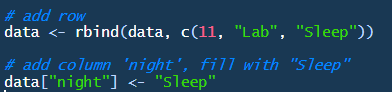 # add row
data <- rbind(data, c(11, "Lab", "Sleep"))
# add column 'night', fill with "Sleep"
data["night"] <- "Sleep"